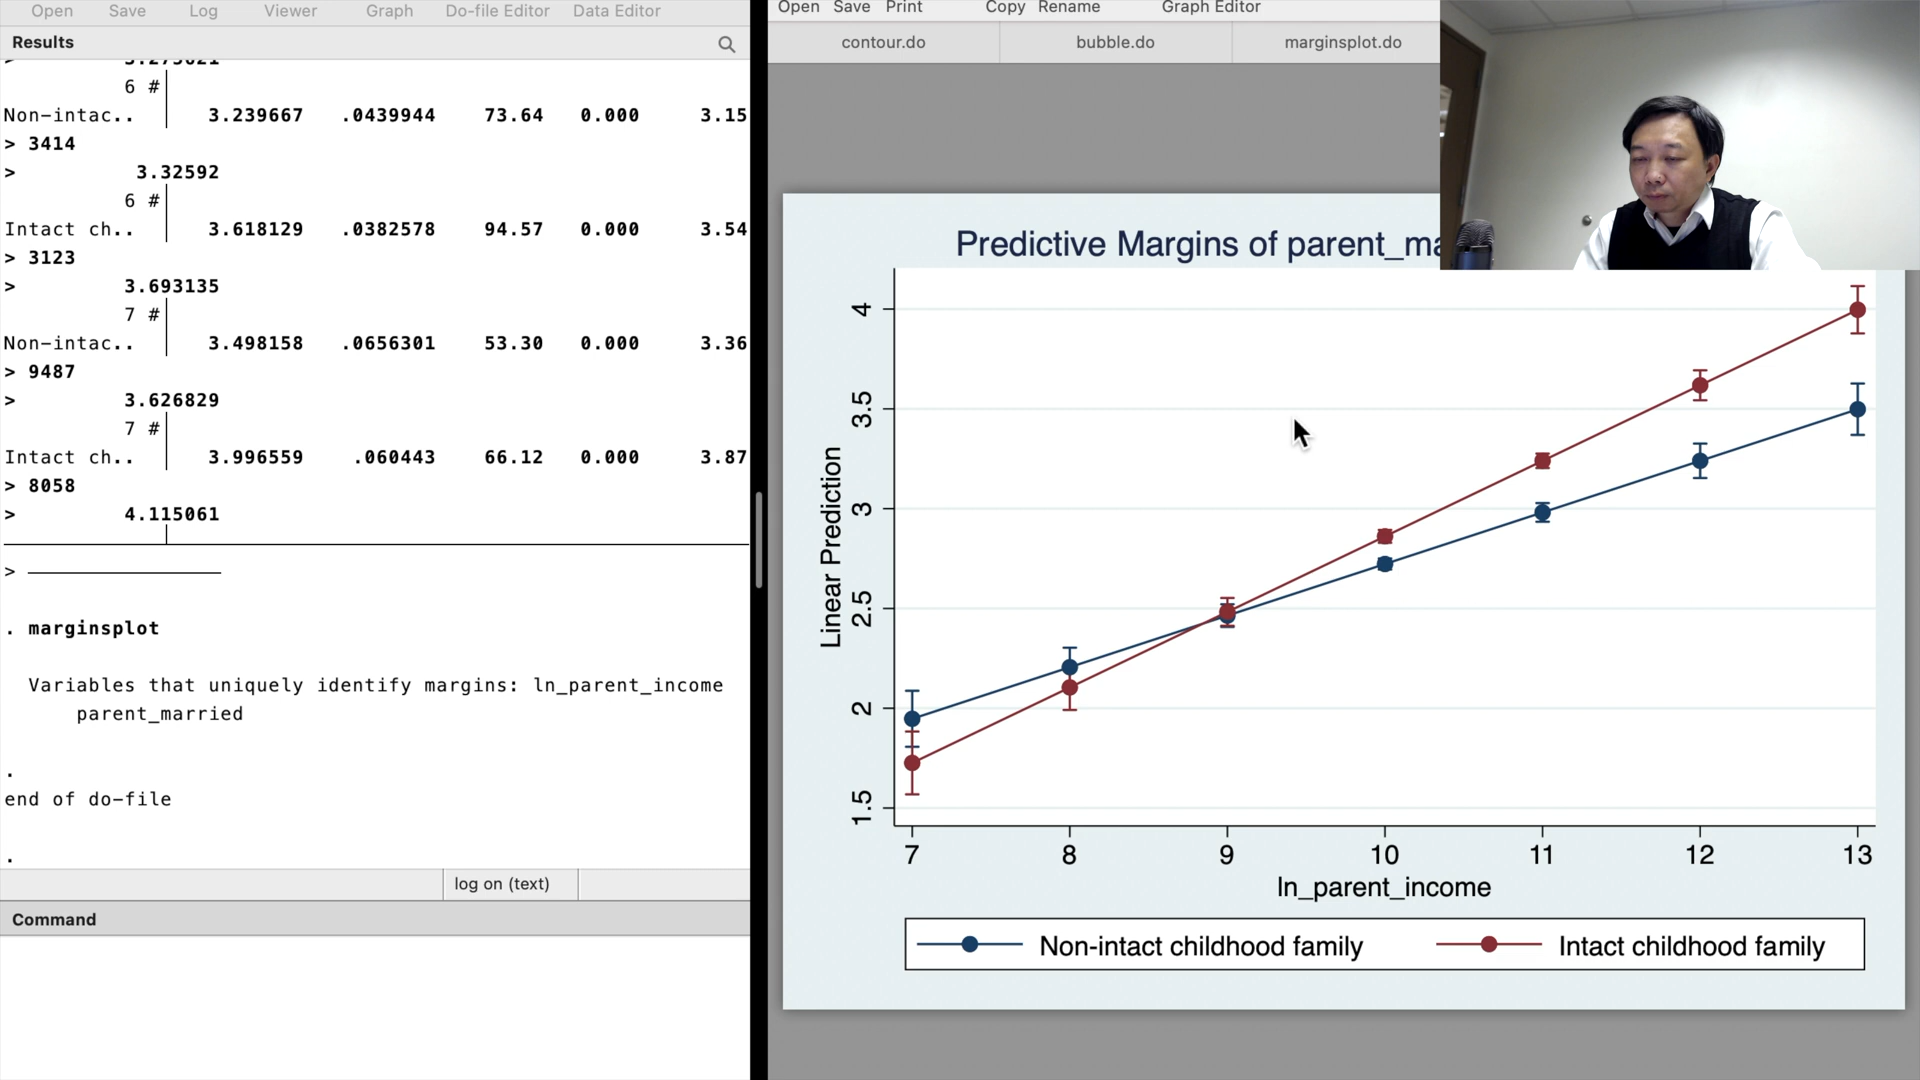 Open Save Log Viewer Graph Do-file Editor Data Editor
Results
> 3.275021
6 #
Non-intac.. 3.239667 .0439944 73.64 0.000 3.15
> 3414
> 3.32592
6 #
Intact ch.. 3.618129 .0382578 94.57 0.000 3.54
> 3123
> 3.693135
7 #
Non-intac.. 3.498158 .0656301 53.30 0.000 3.36
> 9487
> 3.626829
7 #
Intact ch.. 3.996559 .060443 66.12 0.000 3.87
> 8058
> 4.115061
>
. marginsplot
Variables that uniquely identify margins: ln_parent_income
parent_married
.
end of do-file
.
log on (text)
Command
Open Save Print Copy Rename Graph Editor
contour.do bubble.do marginsplot.do
Predictive Margins of parent_ma
Linear Prediction
4
3.5
3
2.5
2
1.5
7 8 9 10 11 12 13
ln_parent_income
Non-intact childhood family Intact childhood family